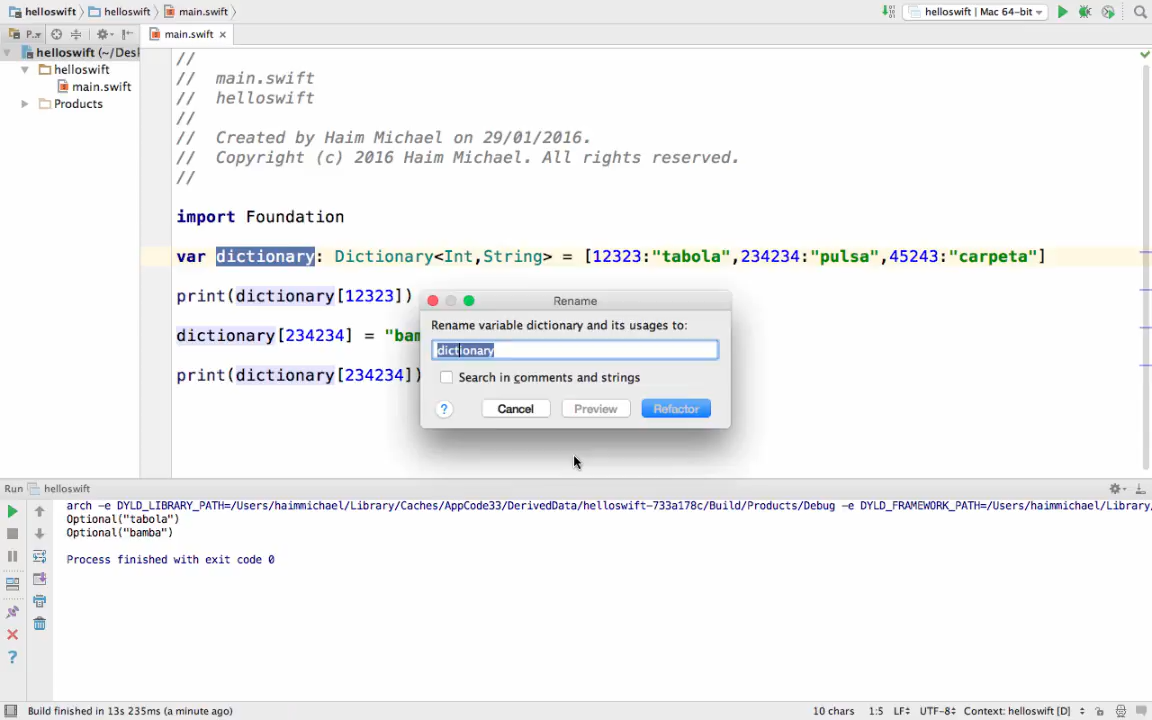 helloswift helloswift main.swift helloswift | Mac 64-bit
P.. main.swift
helloswift (~/Desl
helloswift
main.swift
Products
//
// main.swift
// helloswift
//
// Created by Haim Michael on 29/01/2016.
// Copyright (c) 2016 Haim Michael. All rights reserved.
//
import Foundation
var dictionary: Dictionary<Int,String> = [12323:"tabola",234234:"pulsa",45243:"carpeta"]
print(dictionary[12323])
dictionary[234234] = "bam
print(dictionary[234234])
Rename
Rename variable dictionary and its usages to:
dictionary
Search in comments and strings
? Cancel Preview Refactor
Run helloswift
arch -e DYLD_LIBRARY_PATH=/Users/haimmichael/Library/Caches/AppCode33/DerivedData/helloswift-733a178c/Build/Products/Debug -e DYLD_FRAMEWORK_PATH=/Users/haimmichael/Library/
Optional("tabola")
Optional("bamba")
Process finished with exit code 0
Build finished in 13s 235ms (a minute ago) 10 chars 1:5 LF UTF-8 Context: helloswift [D]